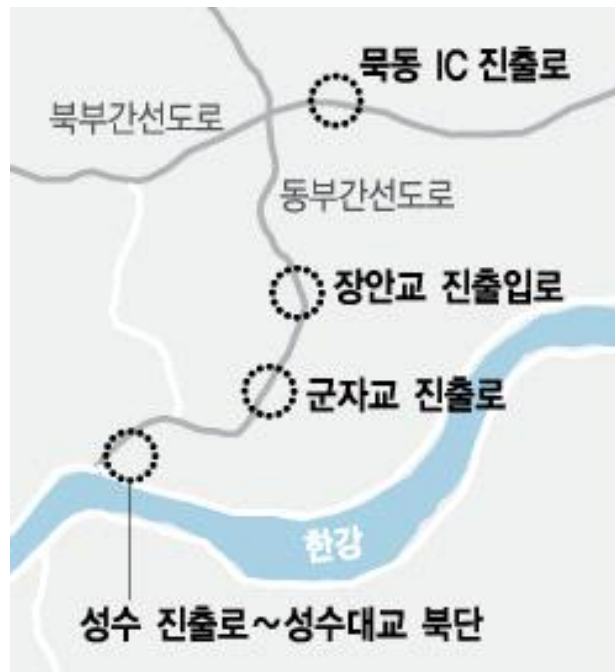 묵동 IC 진출로
북부간선도로
동부간선도로
장안교 진출입로
군자교 진출로
한강
성수 진출로~성수대교 북단